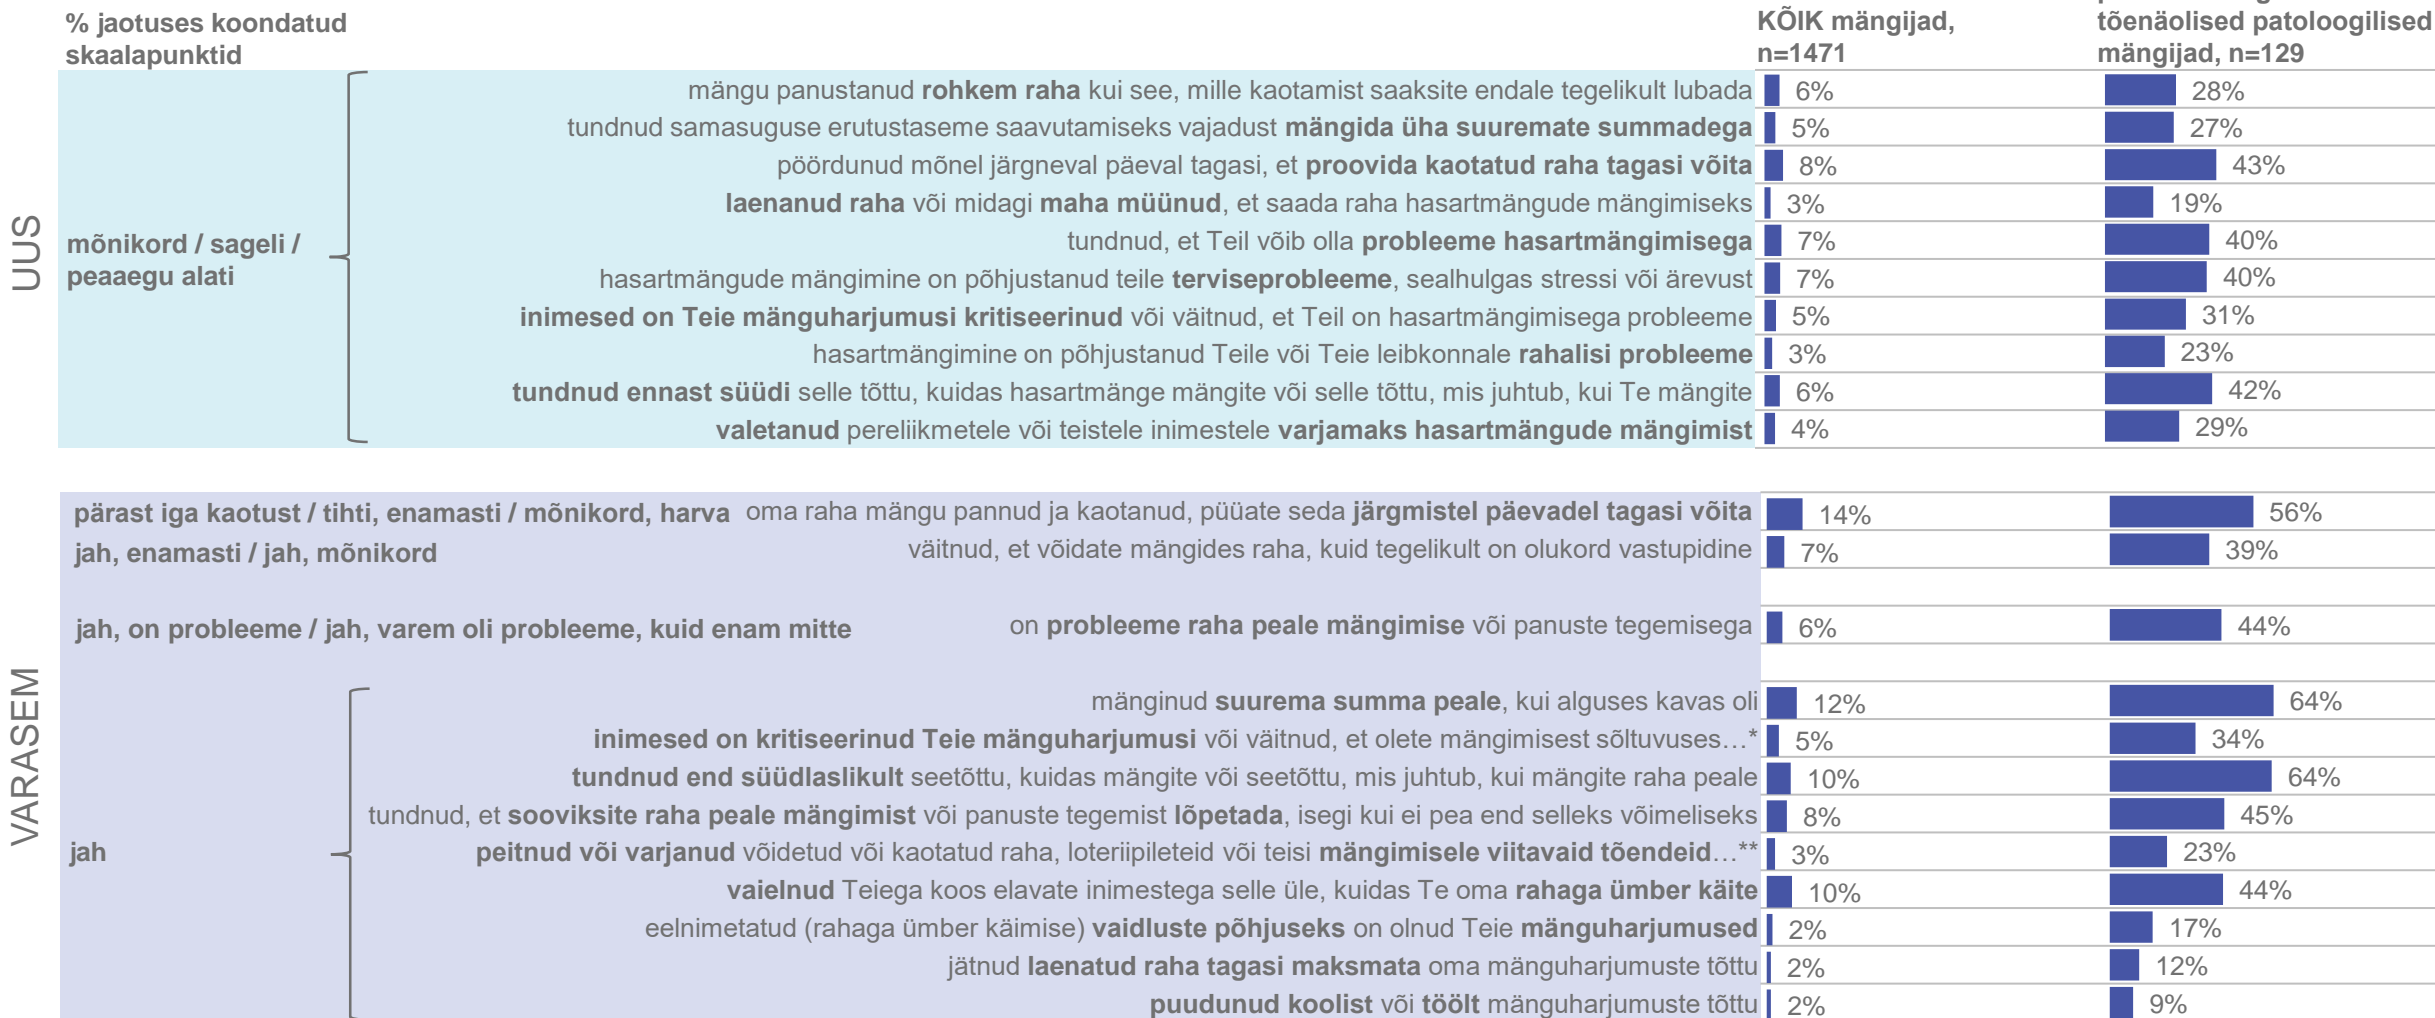 % jaotuses koondatud
skaalapunktid
KÕIK mängijad,
n=1471
tõenäolised patoloogilised
mängijad, n=129
UUS
mõnikord / sageli /
peaaegu alati
mängu panustanud rohkem raha kui see, mille kaotamist saaksite endale tegelikult lubada 6% 28%
tundnud samasuguse erutustaseme saavutamiseks vajadust mängida üha suuremate summadega 5% 27%
pöördunud mõnel järgneval päeval tagasi, et proovida kaotatud raha tagasi võita 8% 43%
laenanud raha või midagi maha müünud, et saada raha hasartmängude mängimiseks 3% 19%
tundnud, et Teil võib olla probleeme hasartmängimisega 7% 40%
hasartmängude mängimine on põhjustanud teile terviseprobleeme, sealhulgas stressi või ärevust 7% 40%
inimesed on Teie mänguharjumusi kritiseerinud või väitnud, et Teil on hasartmängimisega probleeme 5% 31%
hasartmängimine on põhjustanud Teile või Teie leibkonnale rahalisi probleeme 3% 23%
tundnud ennast süüdi selle tõttu, kuidas hasartmänge mängite või selle tõttu, mis juhtub, kui Te mängite 6% 42%
valetanud pereliikmetele või teistele inimestele varjamaks hasartmängude mängimist 4% 29%
VARASEM
pärast iga kaotust / tihti, enamasti / mõnikord, harva oma raha mängu pannud ja kaotanud, püüate seda järgmistel päevadel tagasi võita 14% 56%
jah, enamasti / jah, mõnikord väitnud, et võidate mängides raha, kuid tegelikult on olukord vastupidine 7% 39%
jah, on probleeme / jah, varem oli probleeme, kuid enam mitte on probleeme raha peale mängimise või panuste tegemisega 6% 44%
jah
mänginud suurema summa peale, kui alguses kavas oli 12% 64%
inimesed on kritiseerinud Teie mänguharjumusi või väitnud, et olete mängimisest sõltuvuses…* 5% 34%
tundnud end süüdlaslikult seetõttu, kuidas mängite või seetõttu, mis juhtub, kui mängite raha peale 10% 64%
tundnud, et sooviksite raha peale mängimist või panuste tegemist lõpetada, isegi kui ei pea end selleks võimeliseks 8% 45%
peitnud või varjanud võidetud või kaotatud raha, loteriipileteid või teisi mängimisele viitavaid tõendeid…** 3% 23%
vaielnud Teiega koos elavate inimestega selle üle, kuidas Te oma rahaga ümber käite 10% 44%
eelnimetatud (rahaga ümber käimise) vaidluste põhjuseks on olnud Teie mänguharjumused 2% 17%
jätnud laenatud raha tagasi maksmata oma mänguharjumuste tõttu 2% 12%
puudunud koolist või töölt mänguharjumuste tõttu 2% 9%